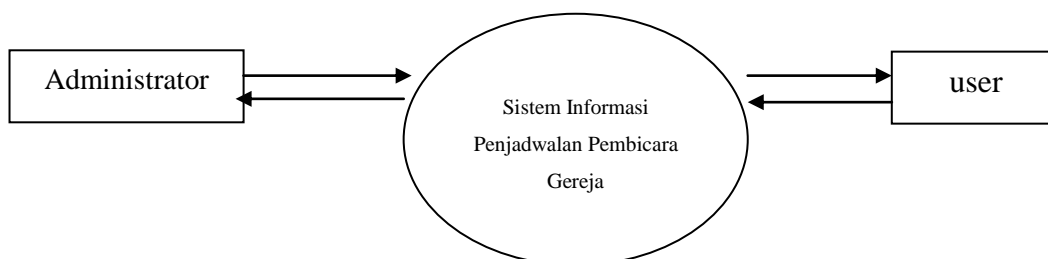 Administrator
Sistem Informasi
Penjadwalan Pembicara
Gereja
user